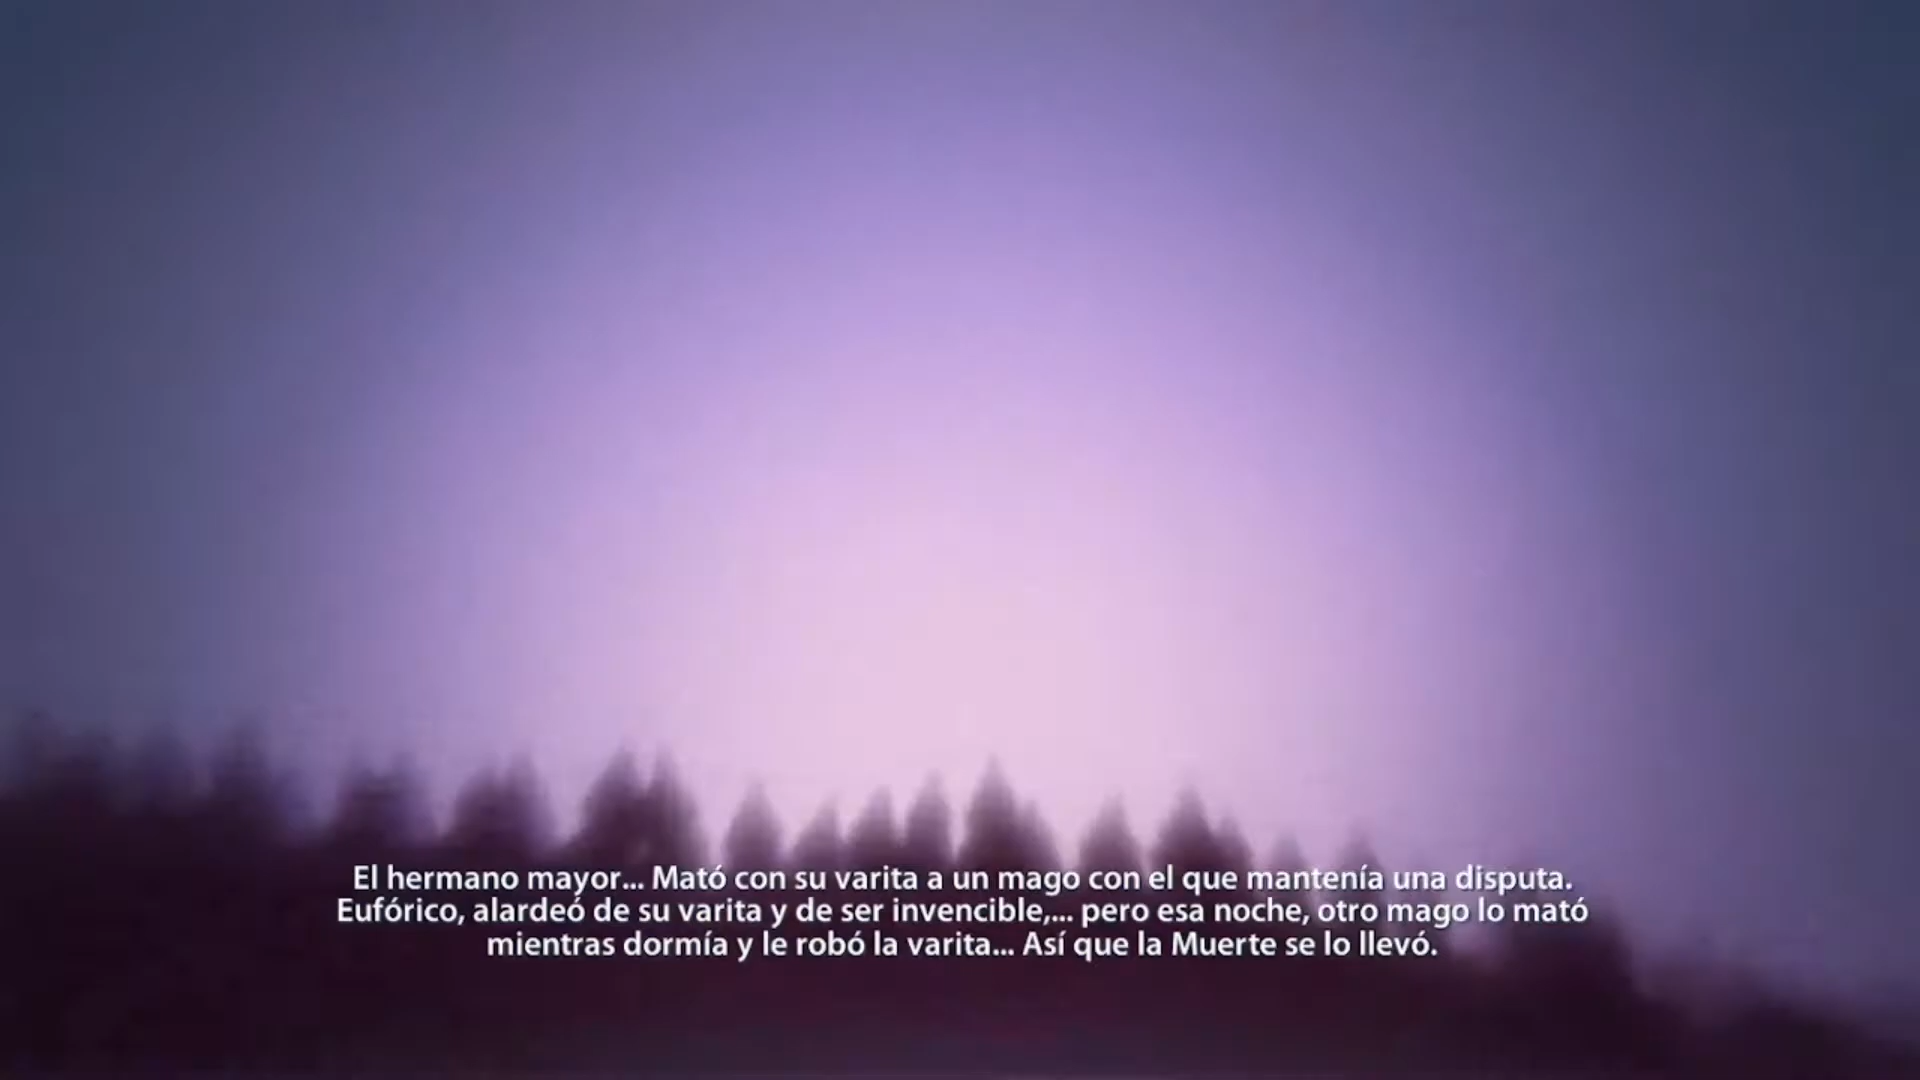 El hermano mayor... Mató con su varita a un mago con el que mantenía una disputa.
Eufórico, alardeó de su varita y de ser invencible,... pero esa noche, otro mago lo mató
mientras dormía y le robó la varita... Así que la Muerte se lo llevó.